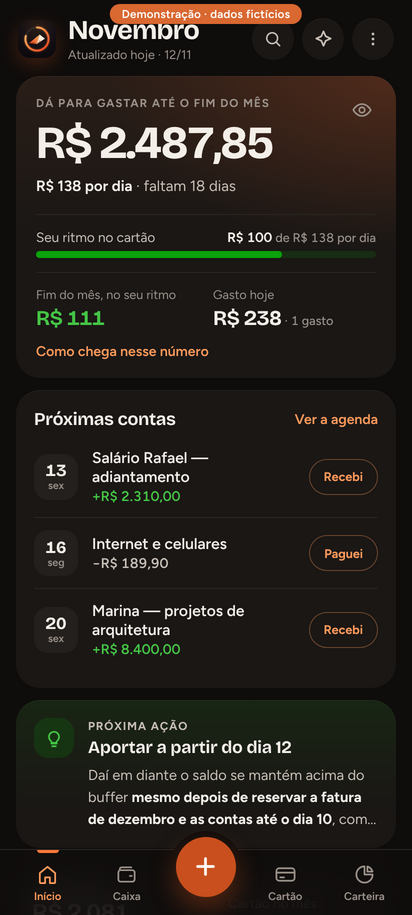 Demonstração · dados fictícios
Novembro
Atualizado hoje · 12/11
DÁ PARA GASTAR ATÉ O FIM DO MÊS
R$ 2.487,85
R$ 138 por dia · faltam 18 dias
Seu ritmo no cartão
R$ 100 de R$ 138 por dia
Fim do mês, no seu ritmo
R$ 111
Gasto hoje
R$ 238 · 1 gasto
Como chega nesse número
Próximas contas
Ver a agenda
13
sex
Salário Rafael —
adiantamento
+R$ 2.310,00
Recebi
16
seg
Internet e celulares
−R$ 189,90
Paguei
20
sex
Marina — projetos de
arquitetura
+R$ 8.400,00
Recebi
PRÓXIMA AÇÃO
Aportar a partir do dia 12
Daí em diante o saldo se mantém acima do
buffer mesmo depois de reservar a fatura
de dezembro e as contas até o dia 10, com…
Início
Caixa
Cartão
Carteira
R$ 2.081